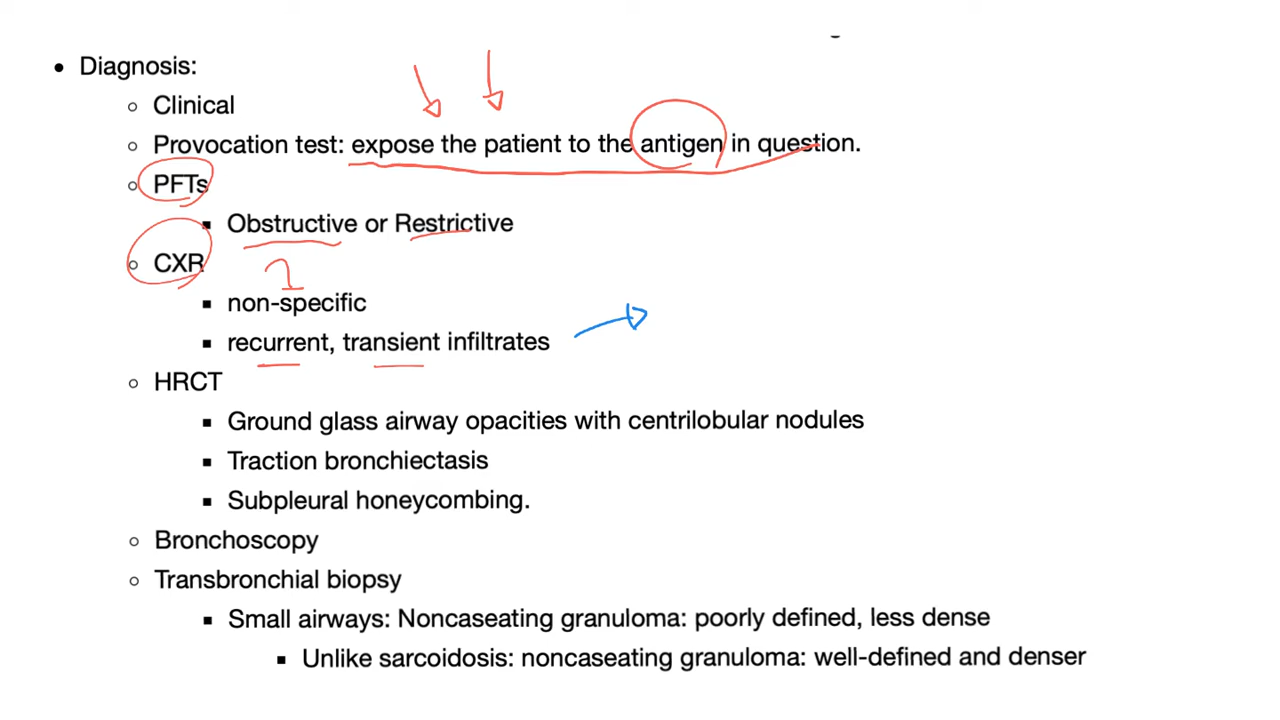 • Diagnosis:
○ Clinical
○ Provocation test: expose the patient to the antigen in question.
○ PFTs
▪ Obstructive or Restrictive
○ CXR
▪ non-specific
▪ recurrent, transient infiltrates
○ HRCT
▪ Ground glass airway opacities with centrilobular nodules
▪ Traction bronchiectasis
▪ Subpleural honeycombing.
○ Bronchoscopy
○ Transbronchial biopsy
▪ Small airways: Noncaseating granuloma: poorly defined, less dense
▪ Unlike sarcoidosis: noncaseating granuloma: well-defined and denser